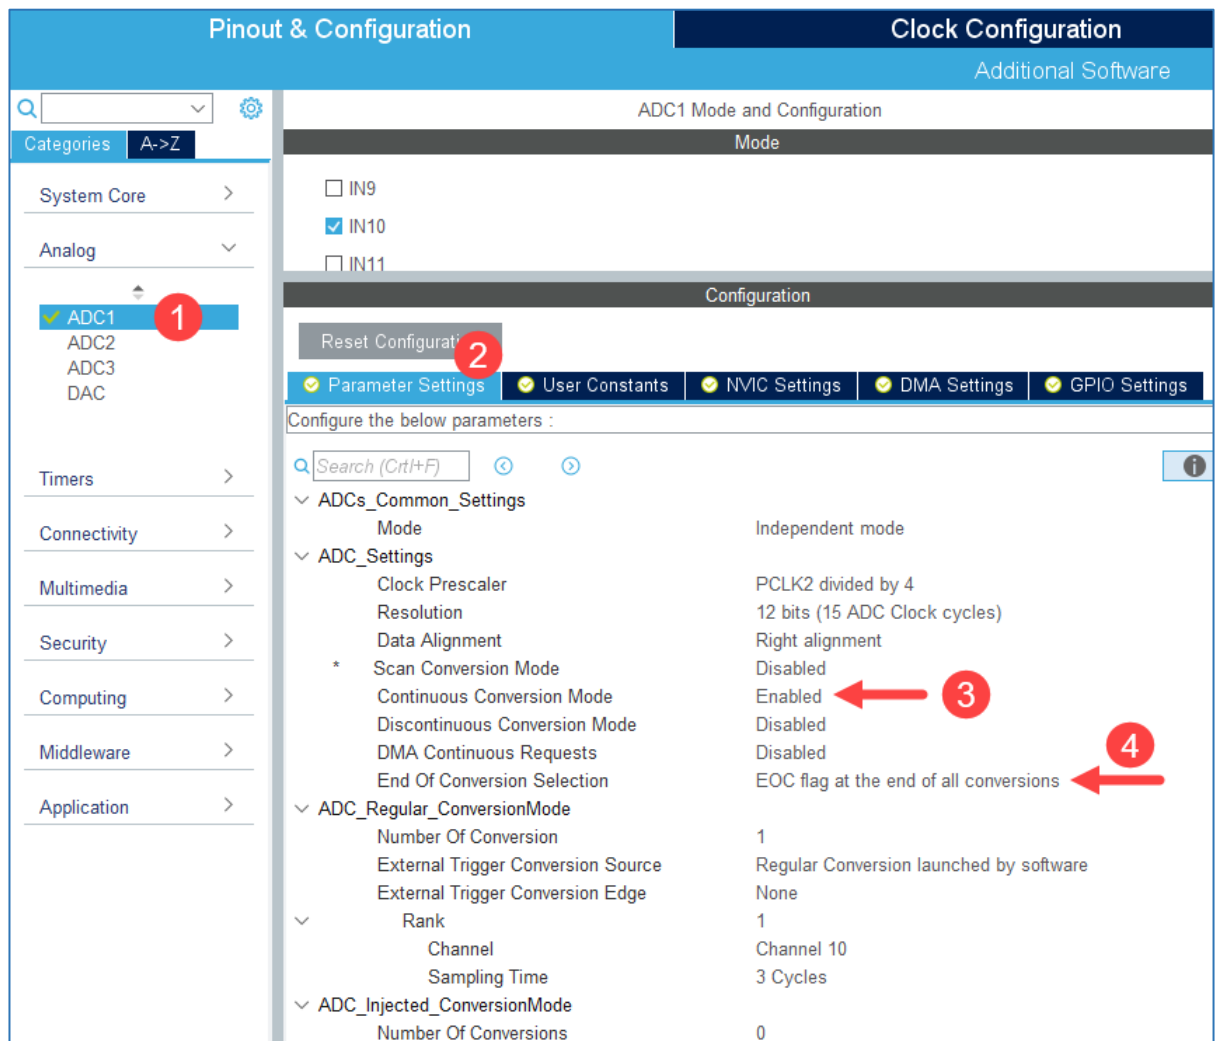 Pinout & Configuration
Clock Configuration
Additional Software
Categories
A->Z
System Core
Analog
ADC1
1
ADC2
ADC3
DAC
Timers
Connectivity
Multimedia
Security
Computing
Middleware
Application
ADC1 Mode and Configuration
Mode
IN9
IN10
IN11
Configuration
Reset Configurati
2
Parameter Settings
User Constants
NVIC Settings
DMA Settings
GPIO Settings
Configure the below parameters :
Search (Crtl+F)
i
ADCs_Common_Settings
Mode Independent mode
ADC_Settings
Clock Prescaler PCLK2 divided by 4
Resolution 12 bits (15 ADC Clock cycles)
Data Alignment Right alignment
* Scan Conversion Mode Disabled
Continuous Conversion Mode Enabled 3
Discontinuous Conversion Mode Disabled
DMA Continuous Requests Disabled
4
End Of Conversion Selection EOC flag at the end of all conversions
ADC_Regular_ConversionMode
Number Of Conversion 1
External Trigger Conversion Source Regular Conversion launched by software
External Trigger Conversion Edge None
Rank 1
Channel Channel 10
Sampling Time 3 Cycles
ADC_Injected_ConversionMode
Number Of Conversions 0